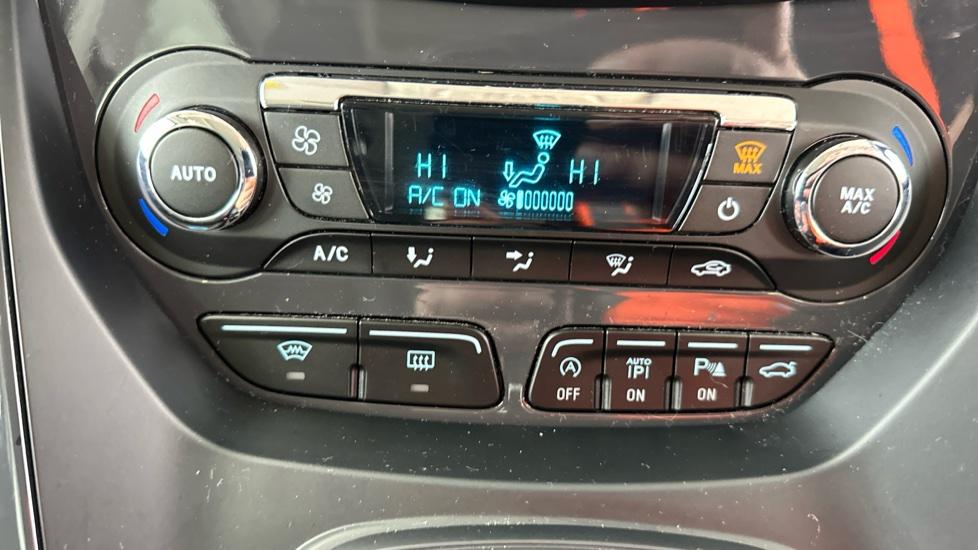 AUTO
HI
HI
A/C ON
MAX
MAX
A/C
A/C
A
OFF
AUTO
P
ON
P
ON